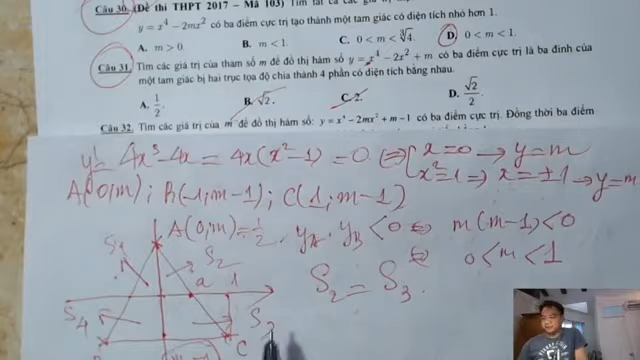 Câu 30. (Đề thi THPT 2017 – Mã 103) Tìm tất cả các giá trị
y = x⁴ – 2mx² có ba điểm cực trị tạo thành một tam giác có diện tích nhỏ hơn 1.
A. m > 0 B. m < 1. C. 0 < m < ∛4. D. 0 < m < 1.
Câu 31. Tìm các giá trị của tham số m để đồ thị hàm số y = x⁴ – 2x² + m có ba điểm cực trị là ba đỉnh của
một tam giác bị hai trục tọa độ chia thành 4 phần có diện tích bằng nhau.
A. 1/2. B. √2. C. 2. D. √2/2.
Câu 32. Tìm các giá trị của m để đồ thị hàm số: y = x⁴ – 2mx² + m – 1 có ba điểm cực trị. Đồng thời ba điểm
y' = 4x³ – 4x = 4x(x² – 1) = 0 ⇔ [ x = 0 → y = m
x² = 1 ⇒ x = ±1 → y = m
A(0, m); B(-1, m-1); C(1, m-1)
A(0, m) = 1/2, y_A . y_B < 0 ⇔ m(m-1) < 0
⇔ 0 < m < 1
S₁ S₂ S₂ = S₃.
a 1
S₄ S₃
B C